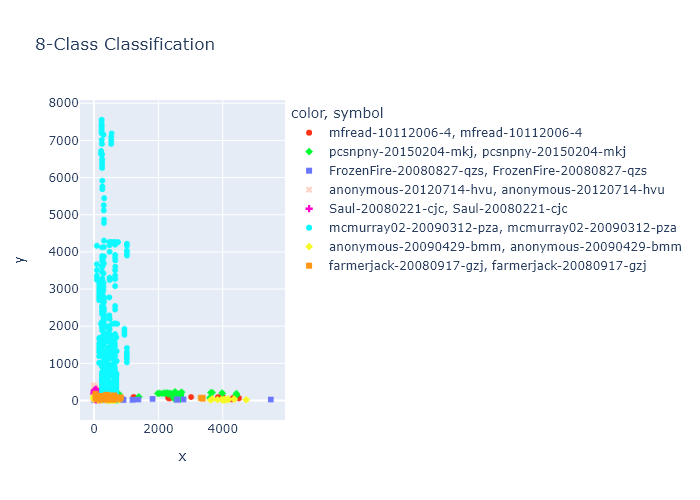 8-Class Classification
color, symbol
8000
7000
6000
5000
4000
3000
2000
1000
0
y
0
2000
4000
x
mfread-10112006-4, mfread-10112006-4
pcsnpny-20150204-mkj, pcsnpny-20150204-mkj
FrozenFire-20080827-qzs, FrozenFire-20080827-qzs
anonymous-20120714-hvu, anonymous-20120714-hvu
Saul-20080221-cjc, Saul-20080221-cjc
mcmurray02-20090312-pza, mcmurray02-20090312-pza
anonymous-20090429-bmm, anonymous-20090429-bmm
farmerjack-20080917-gzj, farmerjack-20080917-gzj